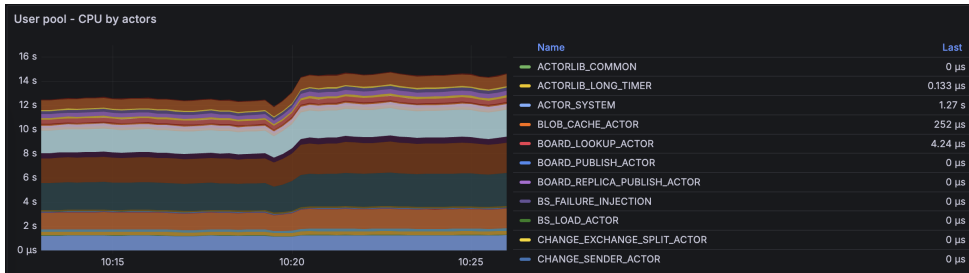 User pool - CPU by actors
Name Last
16 s
14 s
12 s
10 s
8 s
6 s
4 s
2 s
0 µs
10:15 10:20 10:25
ACTORLIB_COMMON 0 µs
ACTORLIB_LONG_TIMER 0.133 µs
ACTOR_SYSTEM 1.27 s
BLOB_CACHE_ACTOR 252 µs
BOARD_LOOKUP_ACTOR 4.24 µs
BOARD_PUBLISH_ACTOR 0 µs
BOARD_REPLICA_PUBLISH_ACTOR 0 µs
BS_FAILURE_INJECTION 0 µs
BS_LOAD_ACTOR 0 µs
CHANGE_EXCHANGE_SPLIT_ACTOR 0 µs
CHANGE_SENDER_ACTOR 0 µs